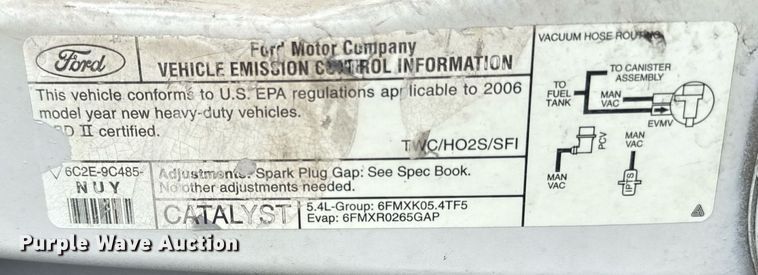 Ford
Ford Motor Company
VEHICLE EMISSION CONTROL INFORMATION
This vehicle conforms to U.S. EPA regulations applicable to 2006
model year new heavy-duty vehicles.
II certified.
TWC/HO2S/SFI
6C2E-9C485-
NUY
Adjustments: Spark Plug Gap: See Spec Book.
No other adjustments needed.
CATALYST
5.4L-Group: 6FMXK05.4TF5
Evap: 6FMXR0265GAP
VACUUM HOSE ROUTING
TO CANISTER
ASSEMBLY
TO
FUEL
TANK
MAN
VAC
EVMV
PCV
MAN
VAC
MAN
VAC
IPTS
Purple Wave Auction